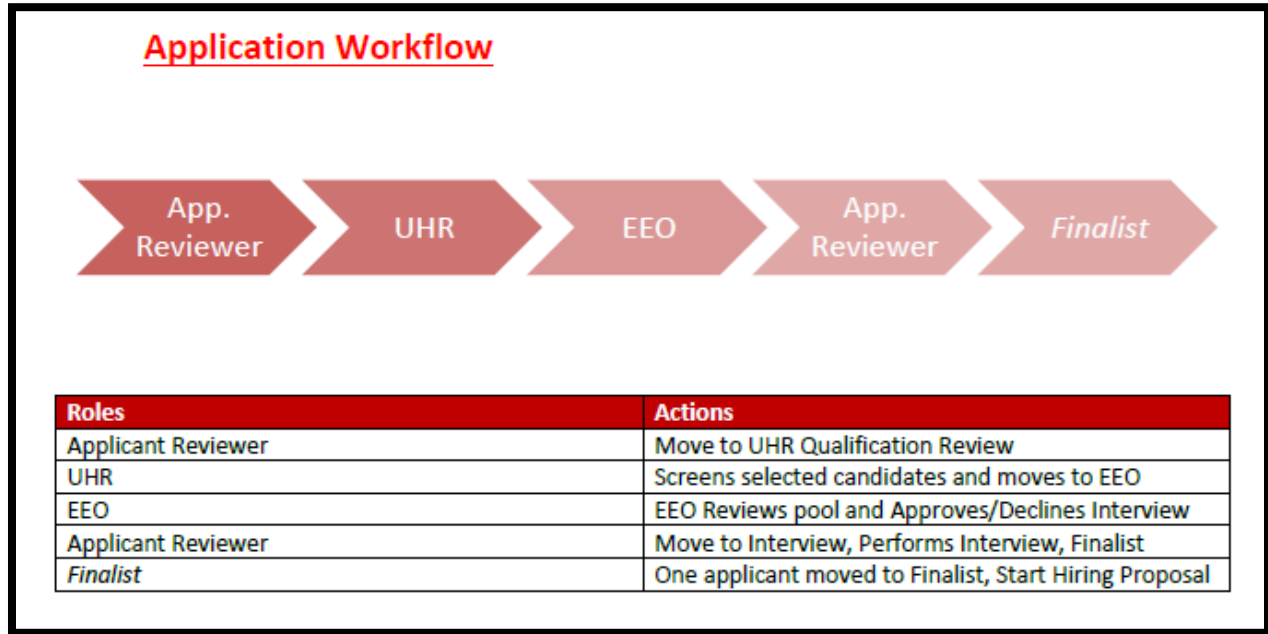 Application Workflow
App.
Reviewer
UHR
EEO
App.
Reviewer
Finalist
Roles Actions
Applicant Reviewer Move to UHR Qualification Review
UHR Screens selected candidates and moves to EEO
EEO EEO Reviews pool and Approves/Declines Interview
Applicant Reviewer Move to Interview, Performs Interview, Finalist
Finalist One applicant moved to Finalist, Start Hiring Proposal